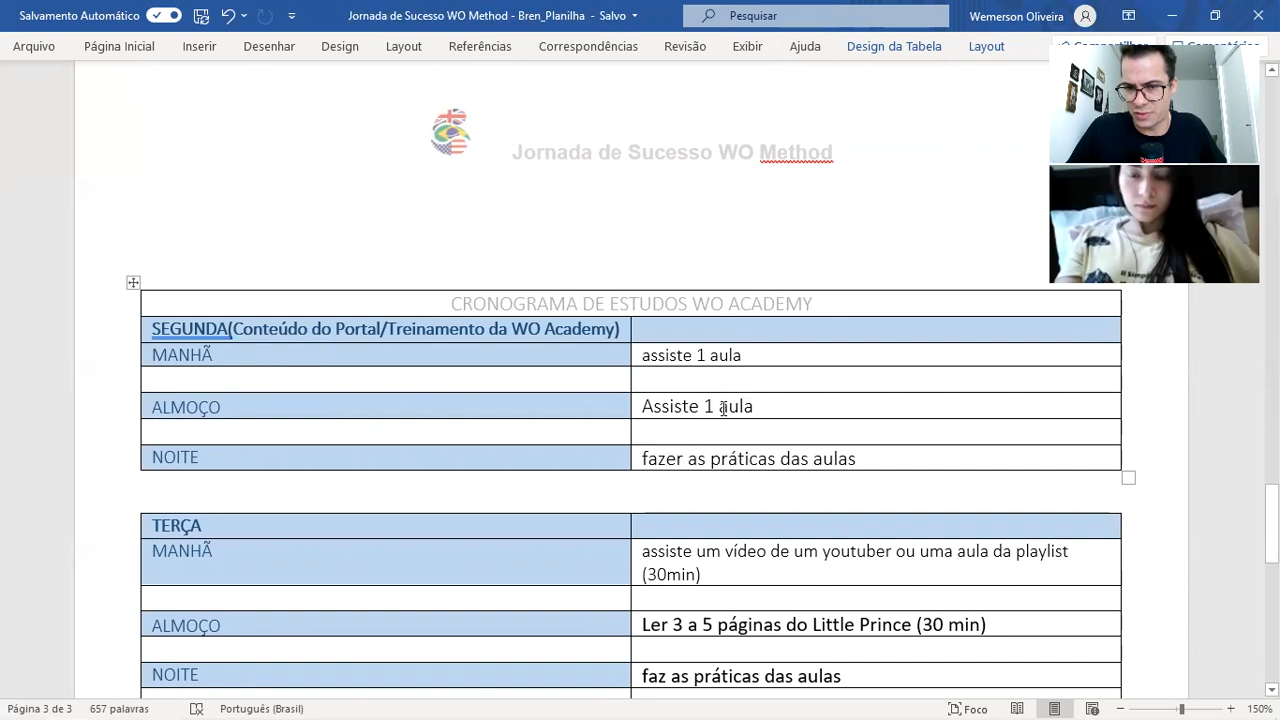 Salvamento Automático
Jornada de Sucesso WO Method - Bren_Planilha - Salvo
Pesquisar
Wemerson Oliveira
Arquivo Página Inicial Inserir Desenhar Design Layout Referências Correspondências Revisão Exibir Ajuda Design da Tabela Layout
Jornada de Sucesso WO Method
CRONOGRAMA DE ESTUDOS WO ACADEMY
SEGUNDA(Conteúdo do Portal/Treinamento da WO Academy)
MANHÃ assiste 1 aula
ALMOÇO Assiste 1 aula
NOITE fazer as práticas das aulas
TERÇA
MANHÃ assiste um vídeo de um youtuber ou uma aula da playlist
(30min)
ALMOÇO Ler 3 a 5 páginas do Little Prince (30 min)
NOITE faz as práticas das aulas
Página 3 de 3 657 palavras Português (Brasil) Foco 150%